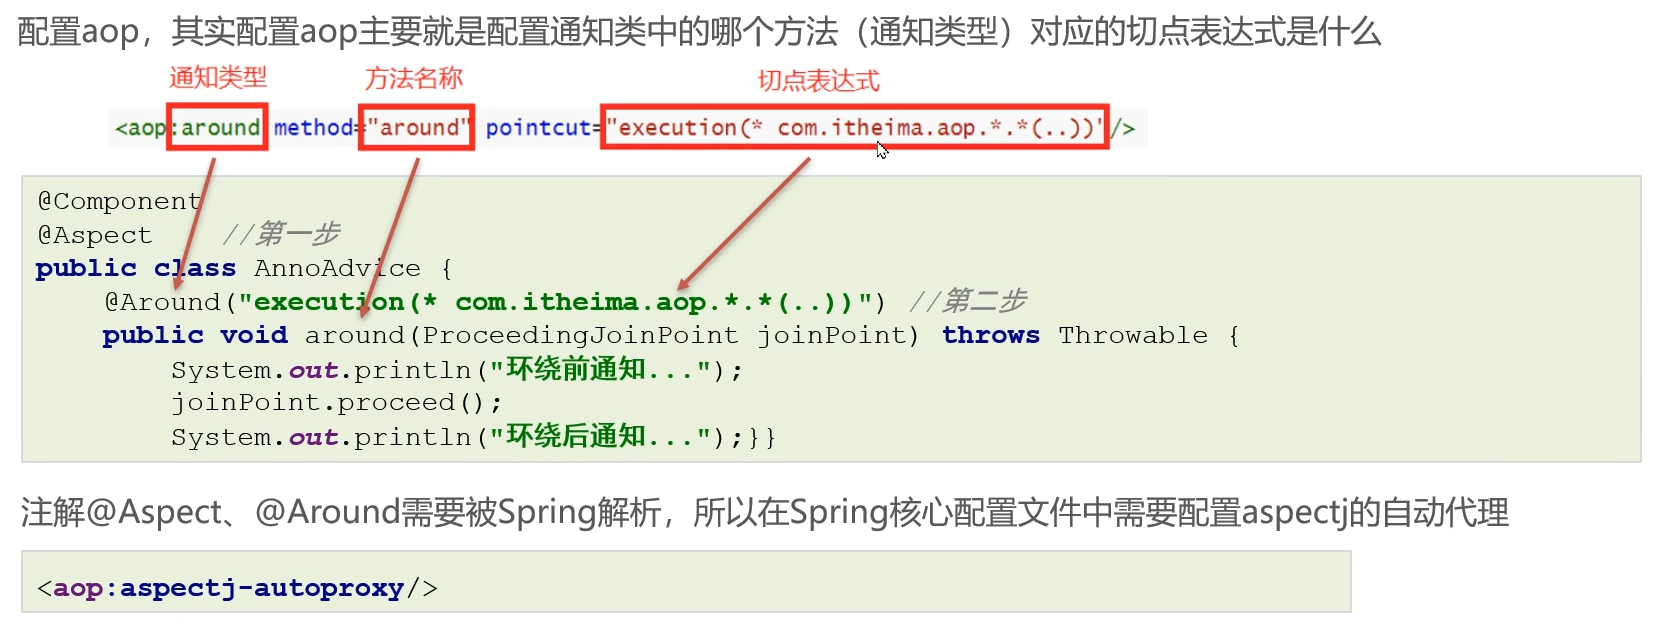 配置aop，其实配置aop主要就是配置通知类中的哪个方法（通知类型）对应的切点表达式是什么
通知类型 方法名称 切点表达式
<aop:around method="around" pointcut="execution(* com.itheima.aop.*.*(..))"/>
@Component
@Aspect //第一步
public class AnnoAdvice {
@Around("execution(* com.itheima.aop.*.*(..))") //第二步
public void around(ProceedingJoinPoint joinPoint) throws Throwable {
System.out.println("环绕前通知...");
joinPoint.proceed();
System.out.println("环绕后通知...");}}
注解@Aspect、@Around需要被Spring解析，所以在Spring核心配置文件中需要配置aspectj的自动代理
<aop:aspectj-autoproxy/>